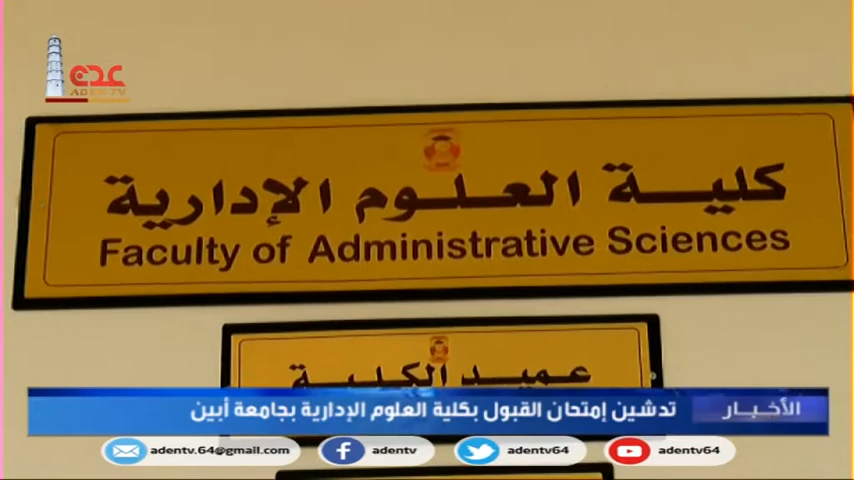 عدن
ADEN TV
كلية العلوم الإدارية
Faculty of Administrative Sciences
عميد الكلية
الأخبار
تدشين إمتحان القبول بكلية العلوم الإدارية بجامعة أبين
adentv.64@gmail.com
adentv
adentv64
adentv64